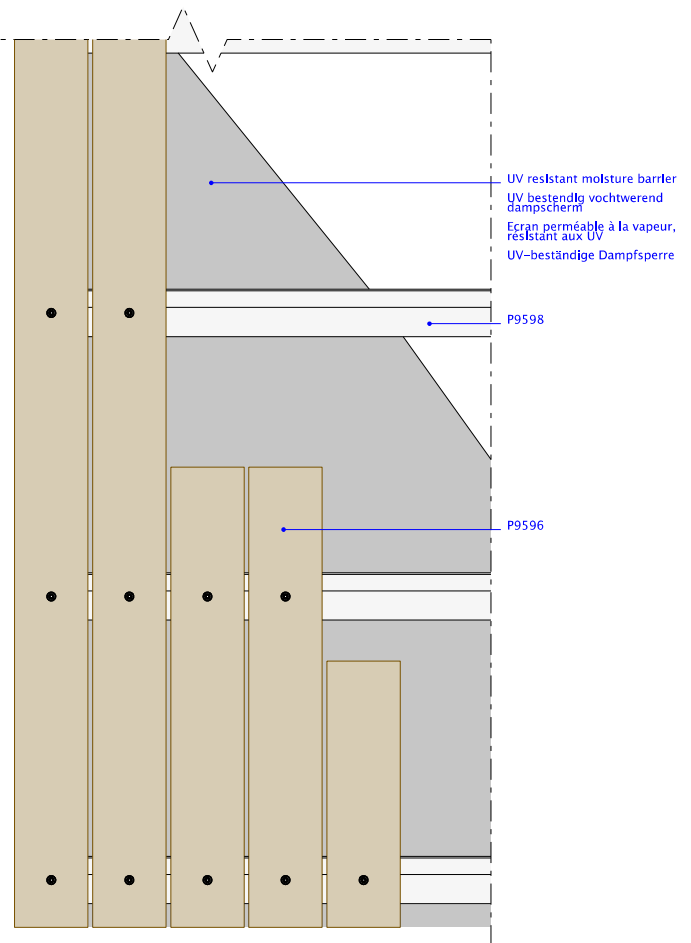 UV resistant moisture barrier
UV bestendig vochtwerend
dampscherm
Ecran perméable à la vapeur,
résistant aux UV
UV-beständige Dampfsperre
P9598
P9596